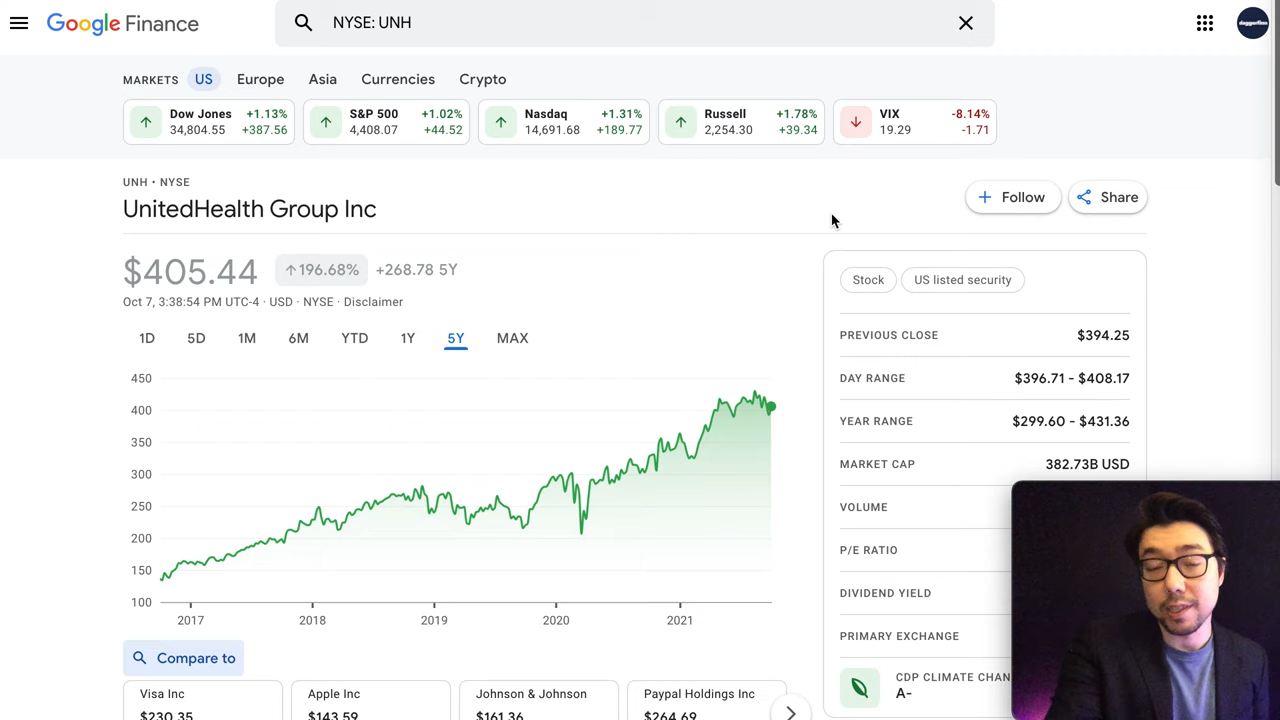 Google Finance
NYSE: UNH
MARKETS US Europe Asia Currencies Crypto
Dow Jones +1.13%
34,804.55 +387.56
S&P 500 +1.02%
4,408.07 +44.52
Nasdaq +1.31%
14,691.68 +189.77
Russell +1.78%
2,254.30 +39.34
VIX -8.14%
19.29 -1.71
UNH • NYSE
UnitedHealth Group Inc
+ Follow
Share
$405.44 ↑196.68% +268.78 5Y
Oct 7, 3:38:54 PM UTC-4 · USD · NYSE · Disclaimer
1D 5D 1M 6M YTD 1Y 5Y MAX
450
400
350
300
250
200
150
100
2017 2018 2019 2020 2021
Compare to
Visa Inc
$230.35
Apple Inc
$143.59
Johnson & Johnson
$161.36
Paypal Holdings Inc
$264.69
Stock
US listed security
PREVIOUS CLOSE $394.25
DAY RANGE $396.71 - $408.17
YEAR RANGE $299.60 - $431.36
MARKET CAP 382.73B USD
VOLUME
P/E RATIO
DIVIDEND YIELD
PRIMARY EXCHANGE
CDP CLIMATE CHAN
A-